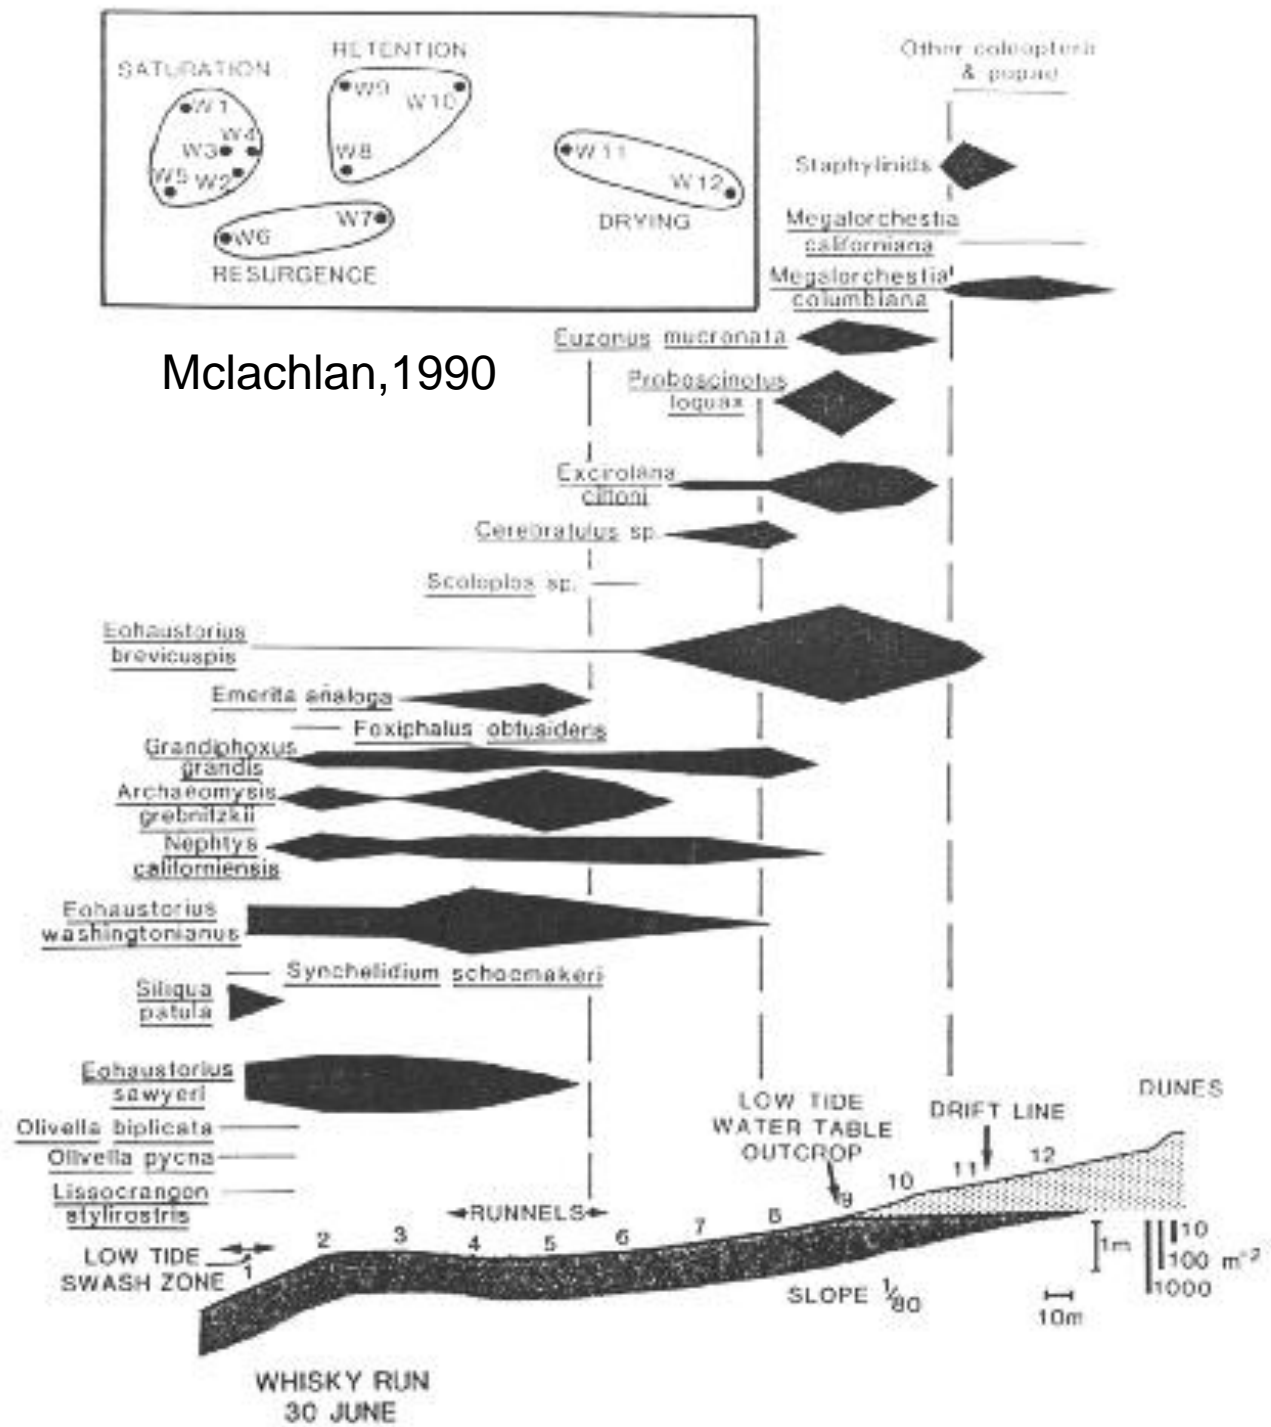 RETENTION
SATURATION
W1
W9
W10
W4
W3
W8
W5
W2
W11
W12
W7
W6
DRYING
RESURGENCE
Other coleoptera
& pupae
Staphylinids
Megalorchestia
californiana
Megalorchestia
columbiana
Euzonus mucronata
Mclachlan,1990
Proboscinotus
loquax
Excirolana
Cerebratulus sp.
Scoloplos sp.
Eohaustorius
brevicuspis
Emerita analoga
Foxiphalus obtusidens
Grandiphoxus
grandis
Archaeomysis
grebnitzkii
Nephtys
californiensis
Eohaustorius
washingtonianus
Synchelidium schoemakeri
Siliqua
patula
Eohaustorius
sawyeri
Olivella biplicata
Olivella pycna
Lissocrangon
stylirostris
LOW TIDE
WATER TABLE
OUTCROP
DRIFT LINE
DUNES
RUNNELS
LOW TIDE
SWASH ZONE
1 2 3 4 5 6 7 8 9 10 11 12
SLOPE 1/80
1m
10m
10
100 m-2
1000
WHISKY RUN
30 JUNE